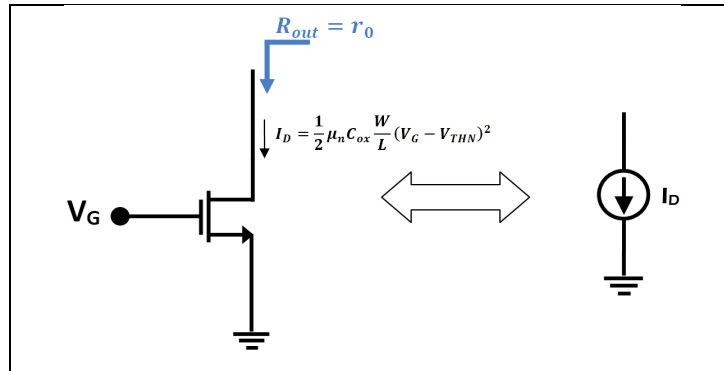 R_out = r_0
I_D = 1/2 μ_n C_ox W/L (V_G − V_THN)^2
V_G
I_D